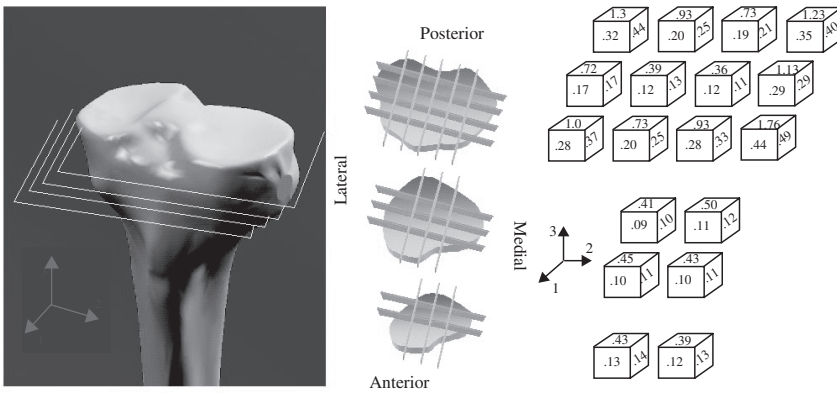 Posterior
Lateral
Medial
Anterior
3
2
1
1.3 .93 .73 1.23
.32 .44 .20 .25 .19 .21 .35 .40
.72 .39 .36 1.13
.17 .17 .12 .13 .12 .11 .29 .29
1.0 .73 .93 1.76
.28 .37 .20 .25 .28 .33 .44 .49
.41 .50
.09 .10 .11 .12
.45 .43
.10 .11 .10 .11
.43 .39
.13 .14 .12 .13